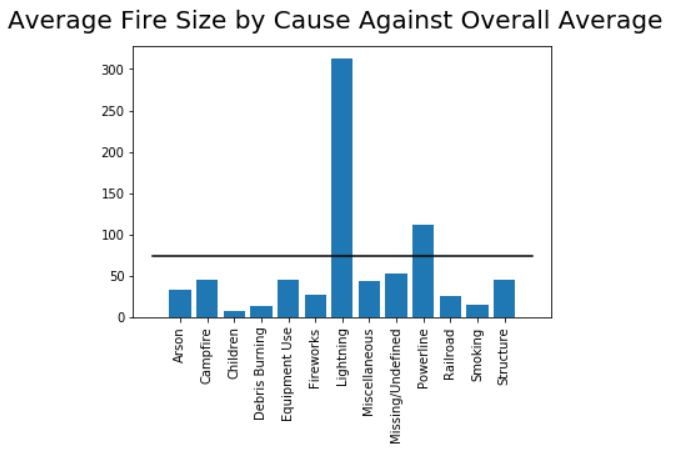 Average Fire Size by Cause Against Overall Average
300
250
200
150
100
50
0
Arson
Campfire
Children
Debris Burning
Equipment Use
Fireworks
Lightning
Miscellaneous
Missing/Undefined
Powerline
Railroad
Smoking
Structure